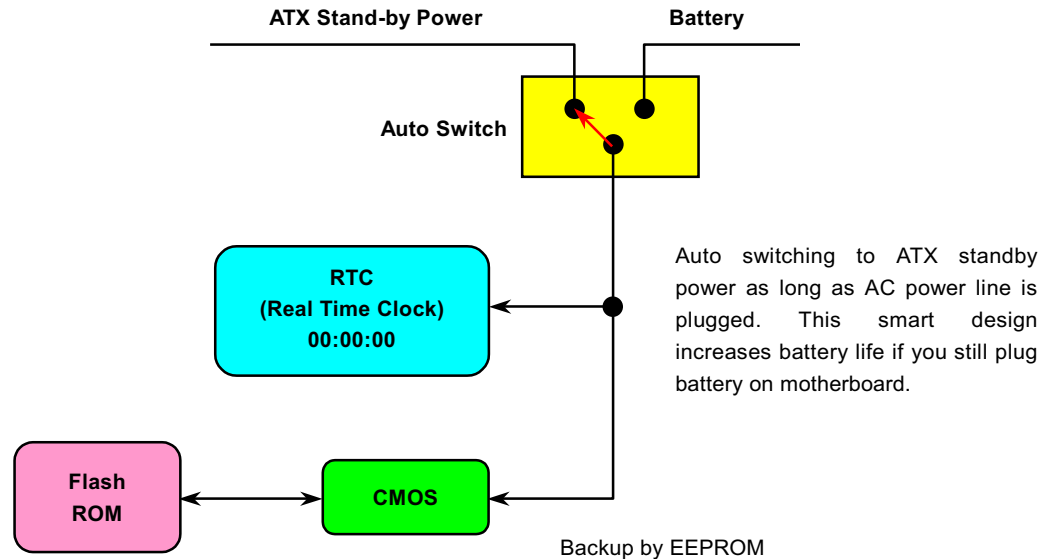 ATX Stand-by Power
Battery
Auto Switch
RTC
(Real Time Clock)
00:00:00
Auto switching to ATX standby
power as long as AC power line is
plugged. This smart design
increases battery life if you still plug
battery on motherboard.
Flash
ROM
CMOS
Backup by EEPROM